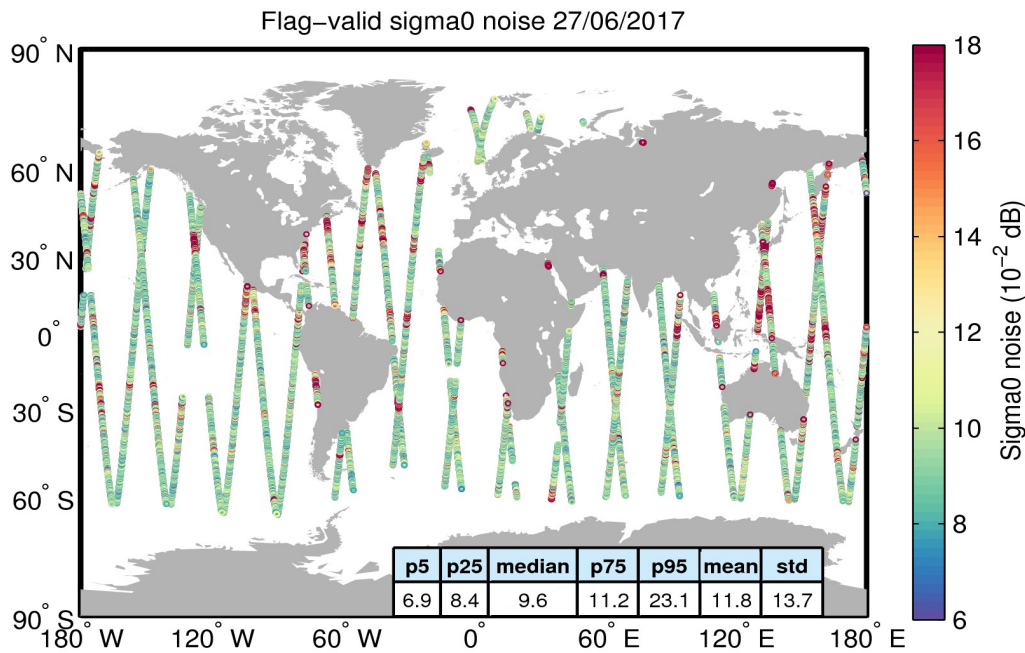 Flag−valid sigma0 noise 27/06/2017
90° N
60° N
30° N
0°
30° S
60° S
90° S
180° W
120° W
60° W
0°
60° E
120° E
180° E
p5 p25 median p75 p95 mean std
6.9 8.4 9.6 11.2 23.1 11.8 13.7
18
16
14
12
10
8
6
Sigma0 noise (10⁻² dB)